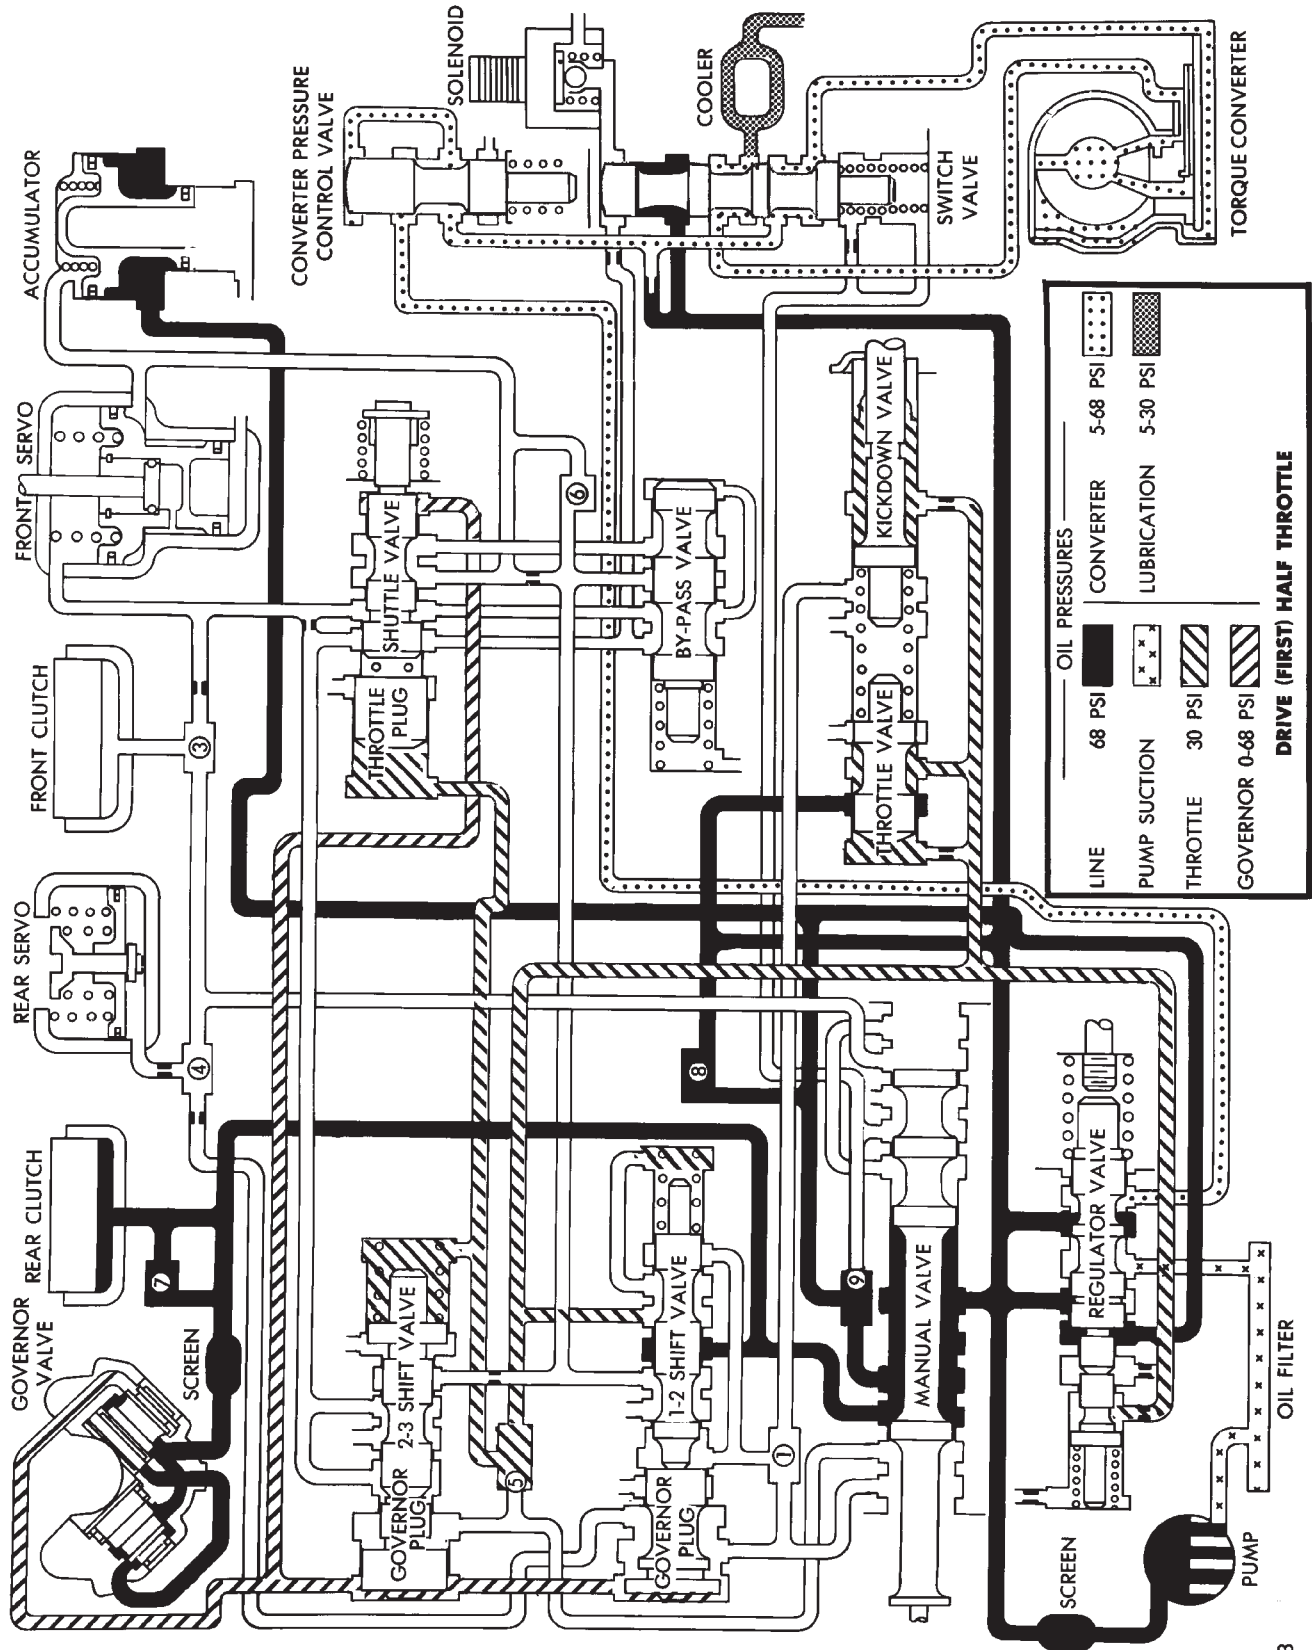 ACCUMULATOR
CONVERTER PRESSURE
CONTROL VALVE
SOLENOID
COOLER
SWITCH
VALVE
TORQUE CONVERTER
FRONT SERVO
SHUTTLE VALVE
THROTTLE
PLUG
BY-PASS VALVE
KICKDOWN VALVE
THROTTLE VALVE
FRONT CLUTCH
REAR SERVO
REAR CLUTCH
GOVERNOR
VALVE
SCREEN
2-3 SHIFT VALVE
GOVERNOR
PLUG
1-2 SHIFT VALVE
GOVERNOR
PLUG
MANUAL VALVE
REGULATOR VALVE
OIL FILTER
PUMP
SCREEN
3
4
6
7
8
5
1
9
OIL PRESSURES
LINE 68 PSI
PUMP SUCTION
THROTTLE 30 PSI
GOVERNOR 0-68 PSI
CONVERTER 5-68 PSI
LUBRICATION 5-30 PSI
DRIVE (FIRST) HALF THROTTLE